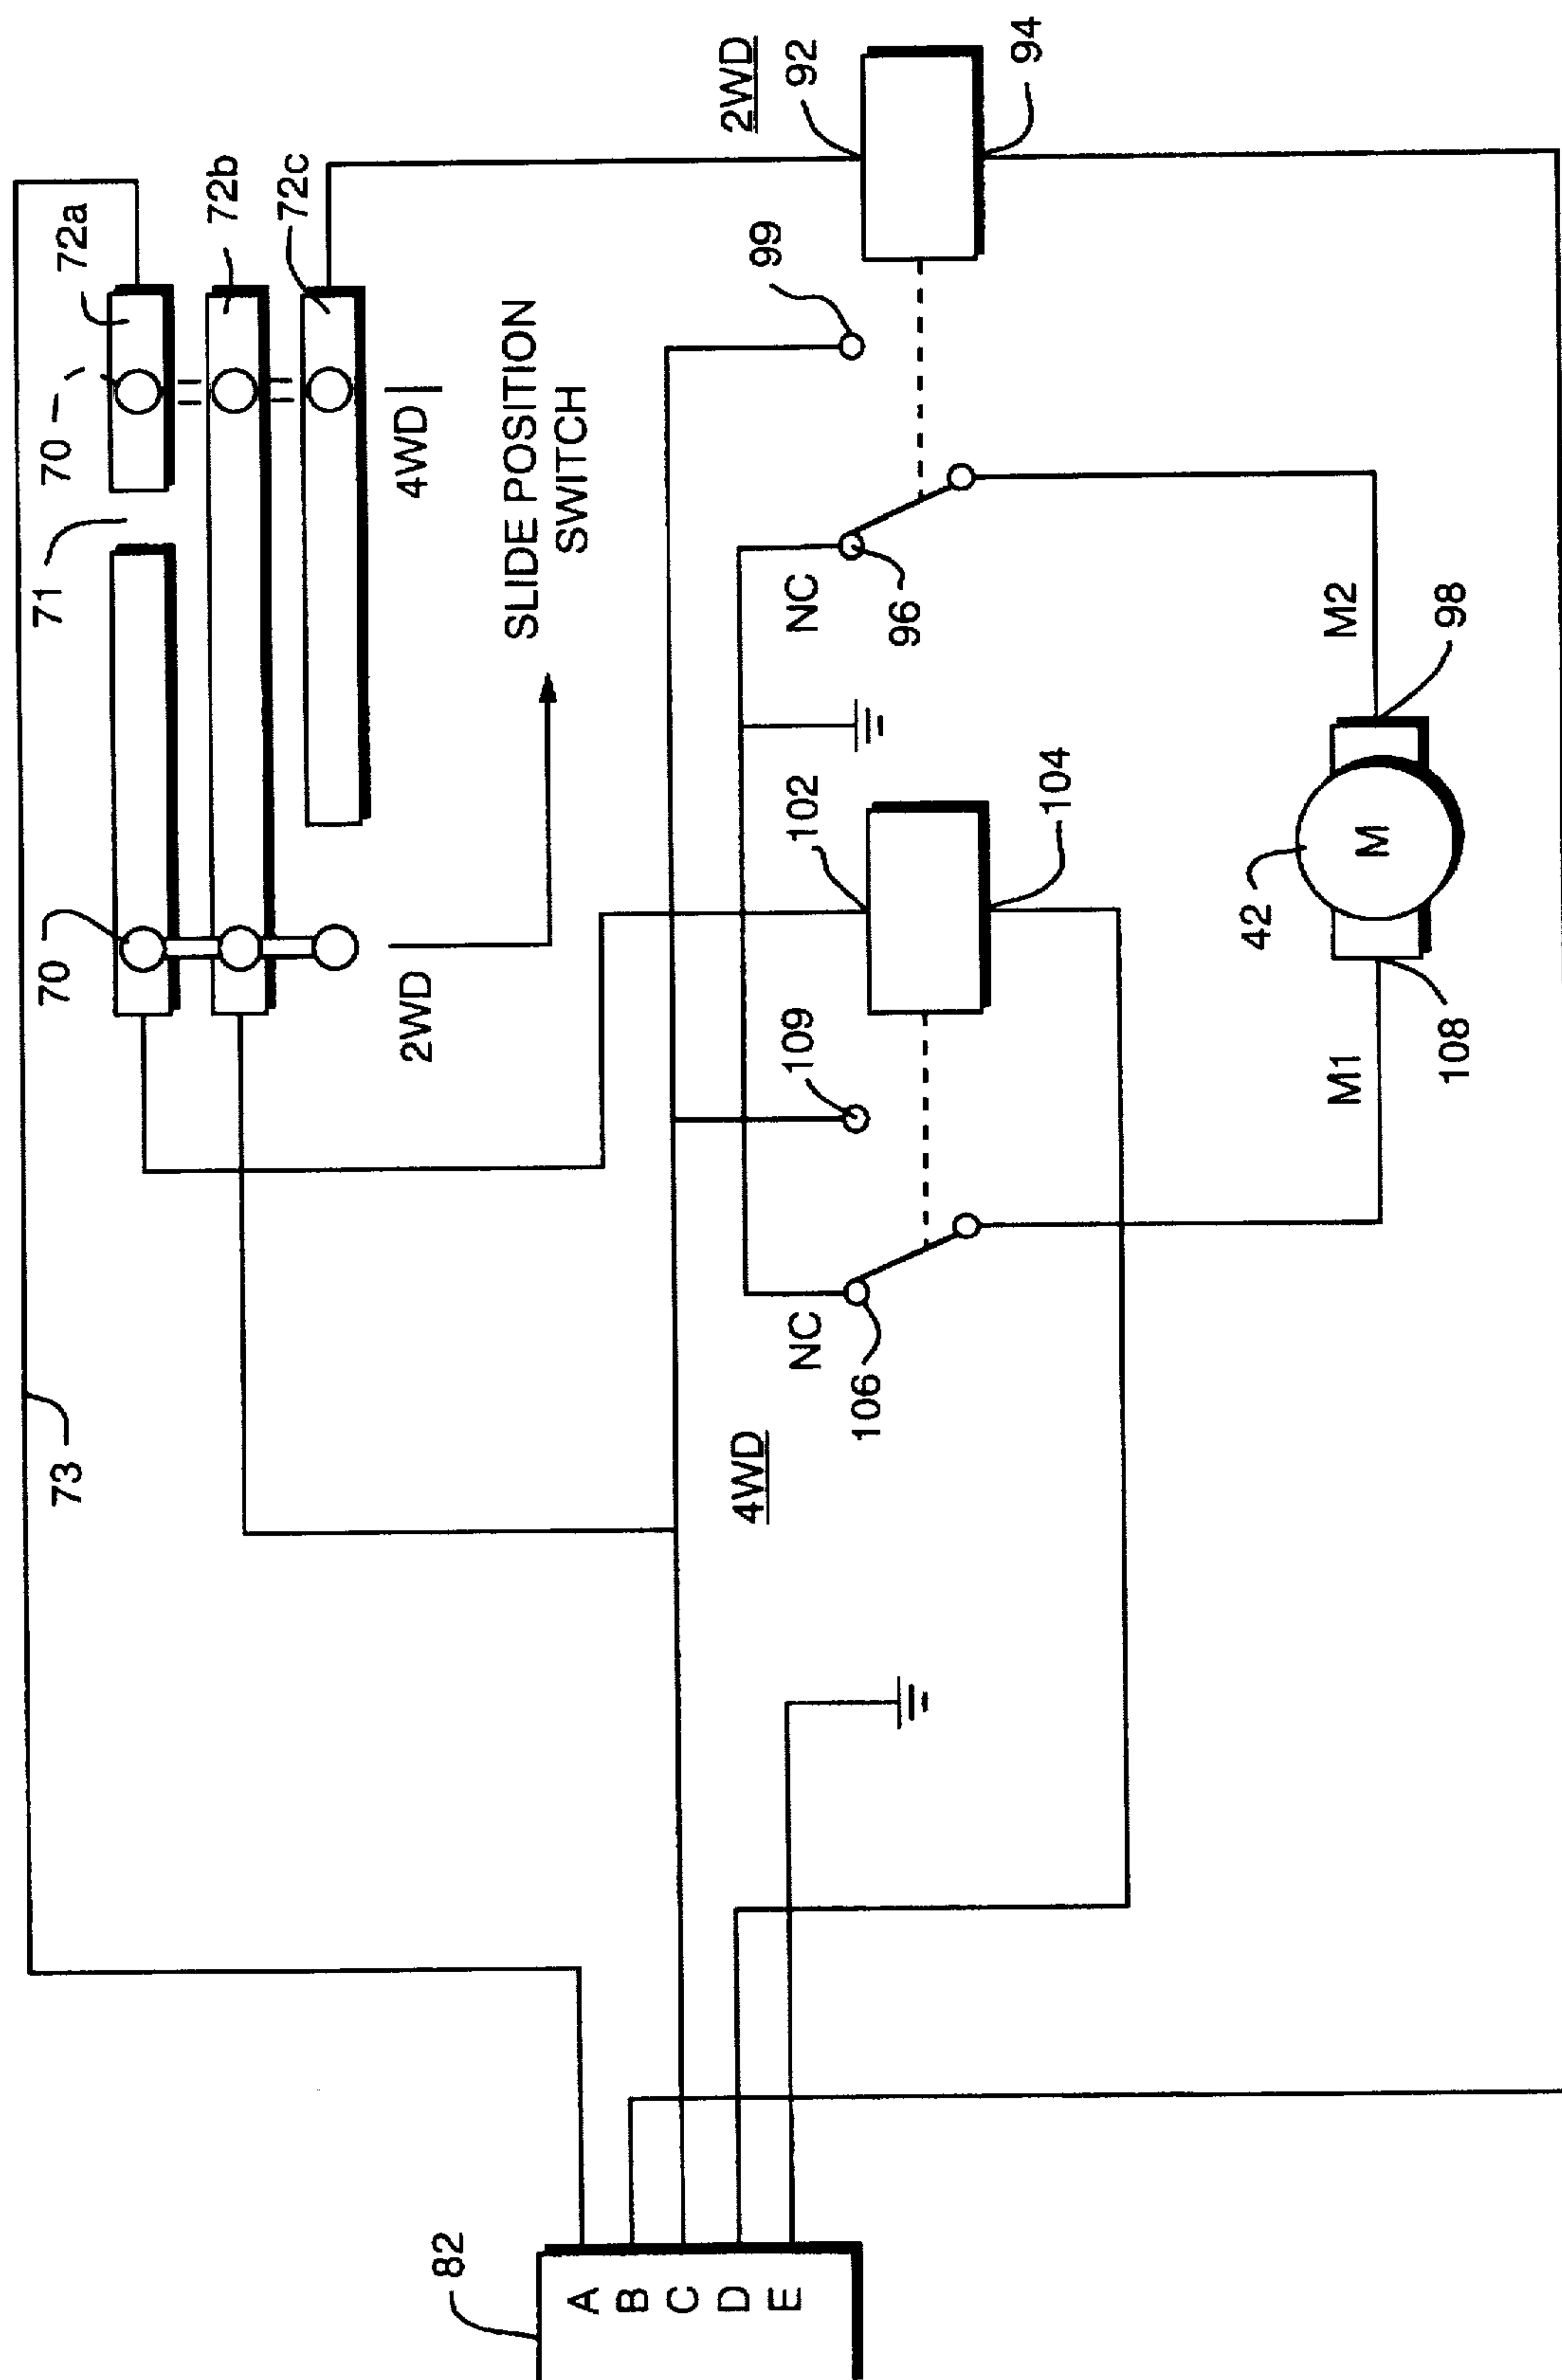 73
70
71
70
72a
72b
72c
2WD
4WD
SLIDE POSITION
SWITCH
82
A
B
C
D
E
4WD
2WD
NC
106
109
102
104
NC
96
99
92
94
M1
108
42
M
98
M2